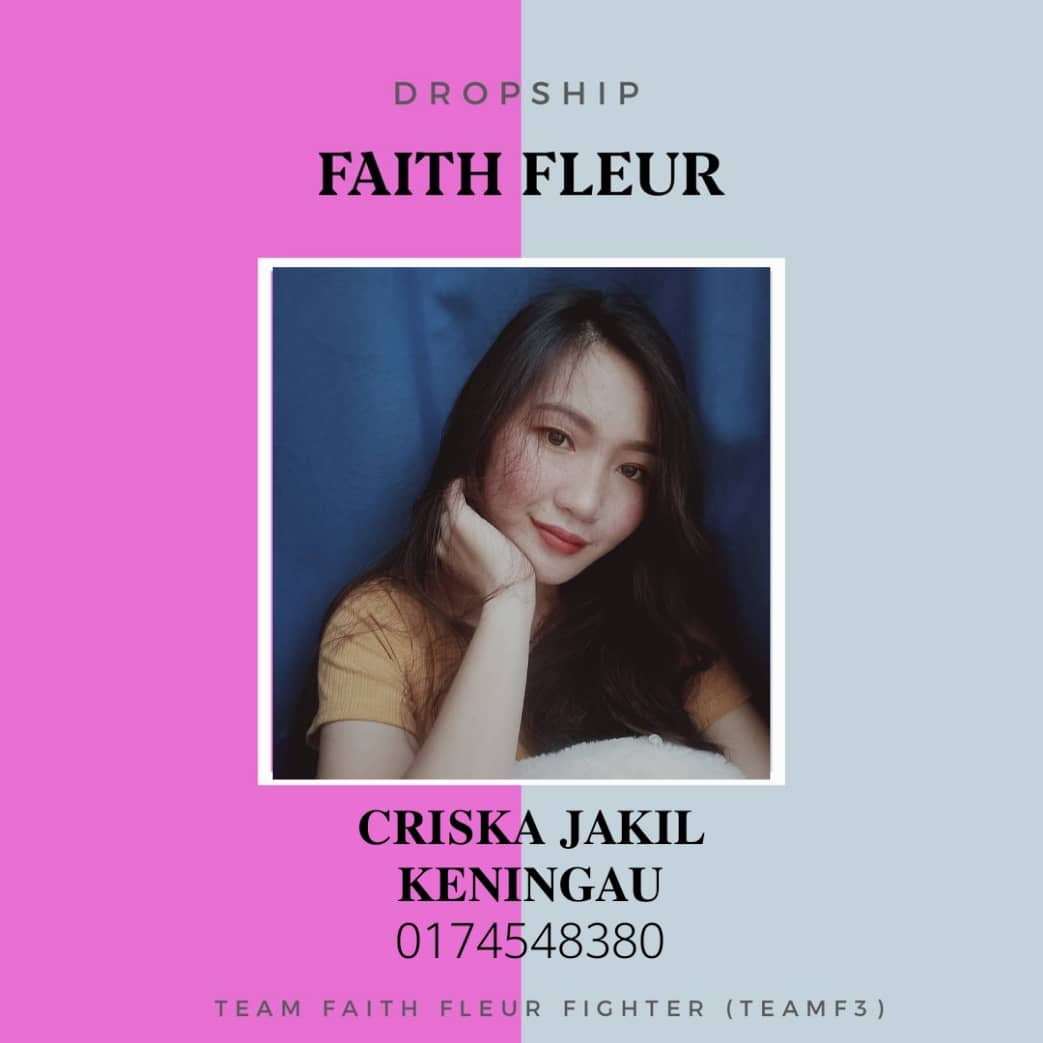 DROPSHIP
FAITH FLEUR
CRISKA JAKIL
KENINGAU
0174548380
TEAM FAITH FLEUR FIGHTER (TEAMF3)